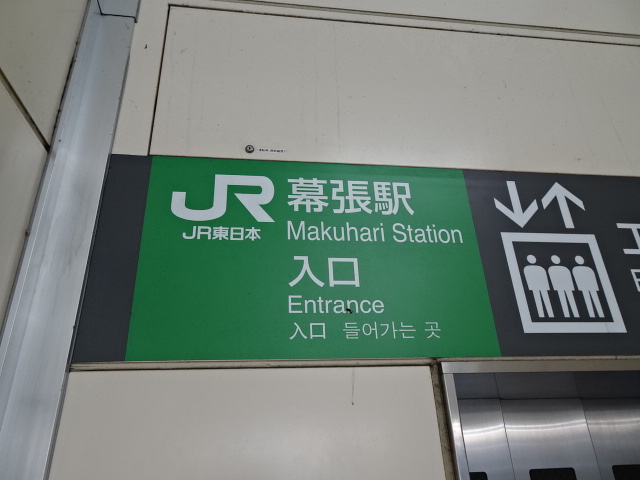 JR 幕張駅
JR東日本 Makuhari Station
入口
Entrance
入口 들어가는 곳